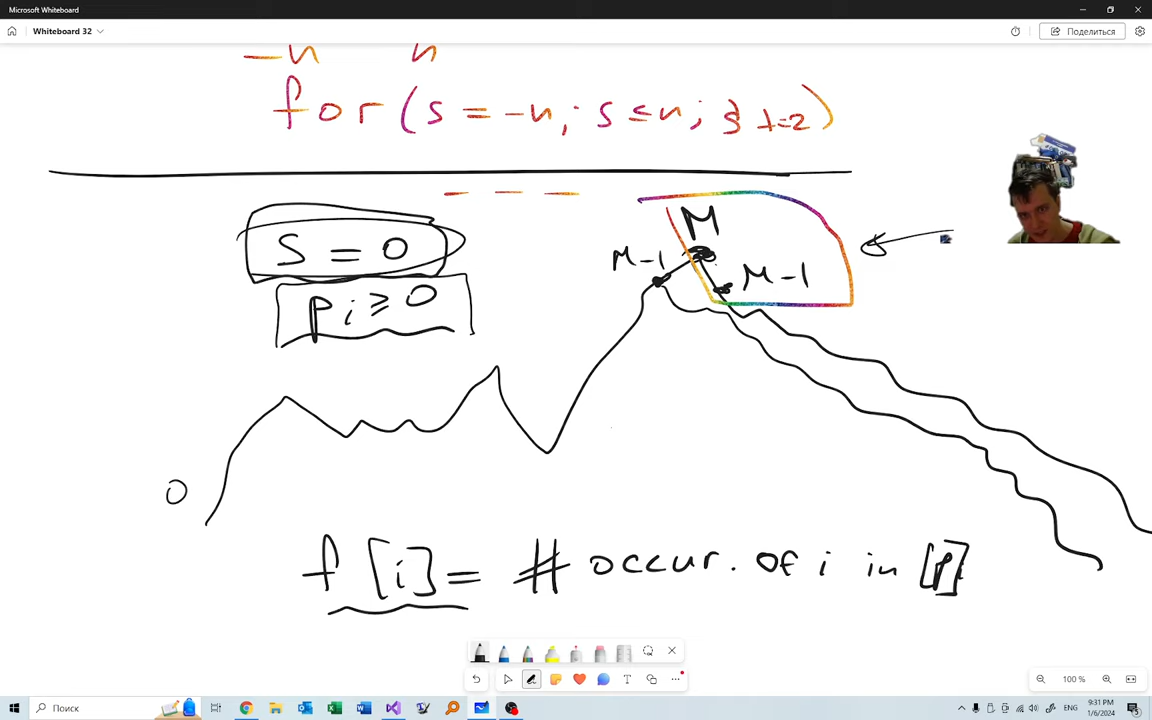 Microsoft Whiteboard
Whiteboard 32
Поделиться
-n n
for(s = -n; s ≤ n; s += 2)
S = 0
M
M-1
M-1
pi ≥ 0
0
f[i] = # occur. of i in [p]
100 %
Поиск
ENG
9:31 PM
1/6/2024